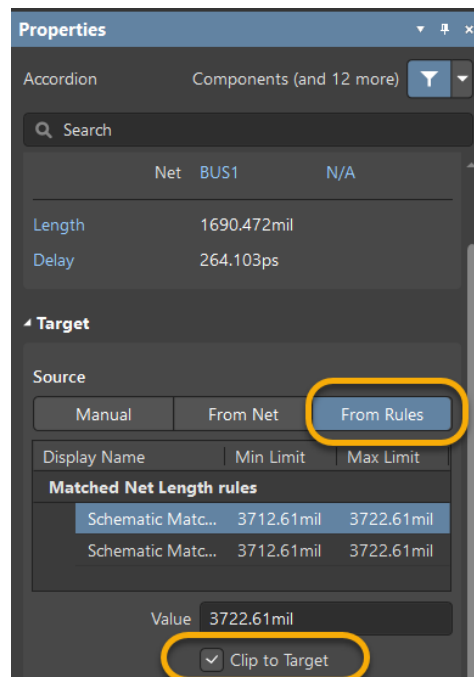 Properties
Accordion Components (and 12 more)
Search
Net BUS1 N/A
Length 1690.472mil
Delay 264.103ps
Target
Source
Manual From Net From Rules
Display Name Min Limit Max Limit
Matched Net Length rules
Schematic Matc... 3712.61mil 3722.61mil
Schematic Matc... 3712.61mil 3722.61mil
Value 3722.61mil
Clip to Target